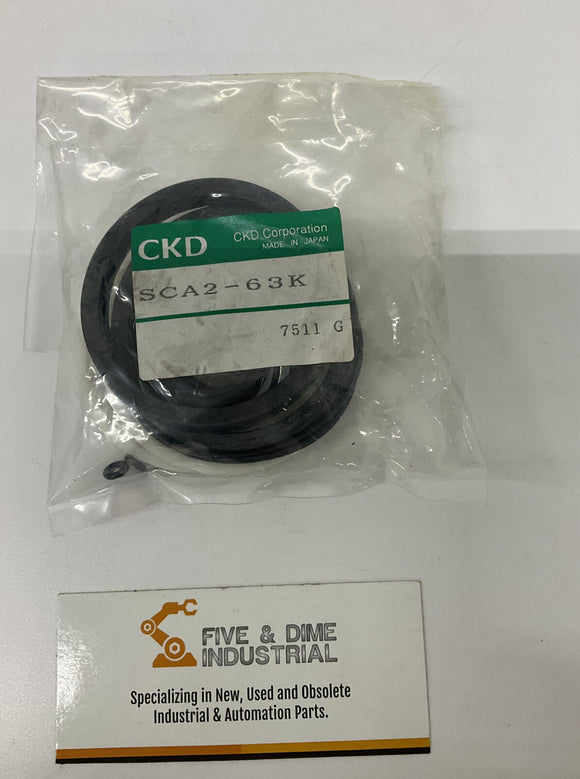 CKD
CKD Corporation
MADE IN JAPAN
SCA2-63K
7511 G
FIVE & DIME
INDUSTRIAL
Specializing in New, Used and Obsolete
Industrial & Automation Parts.